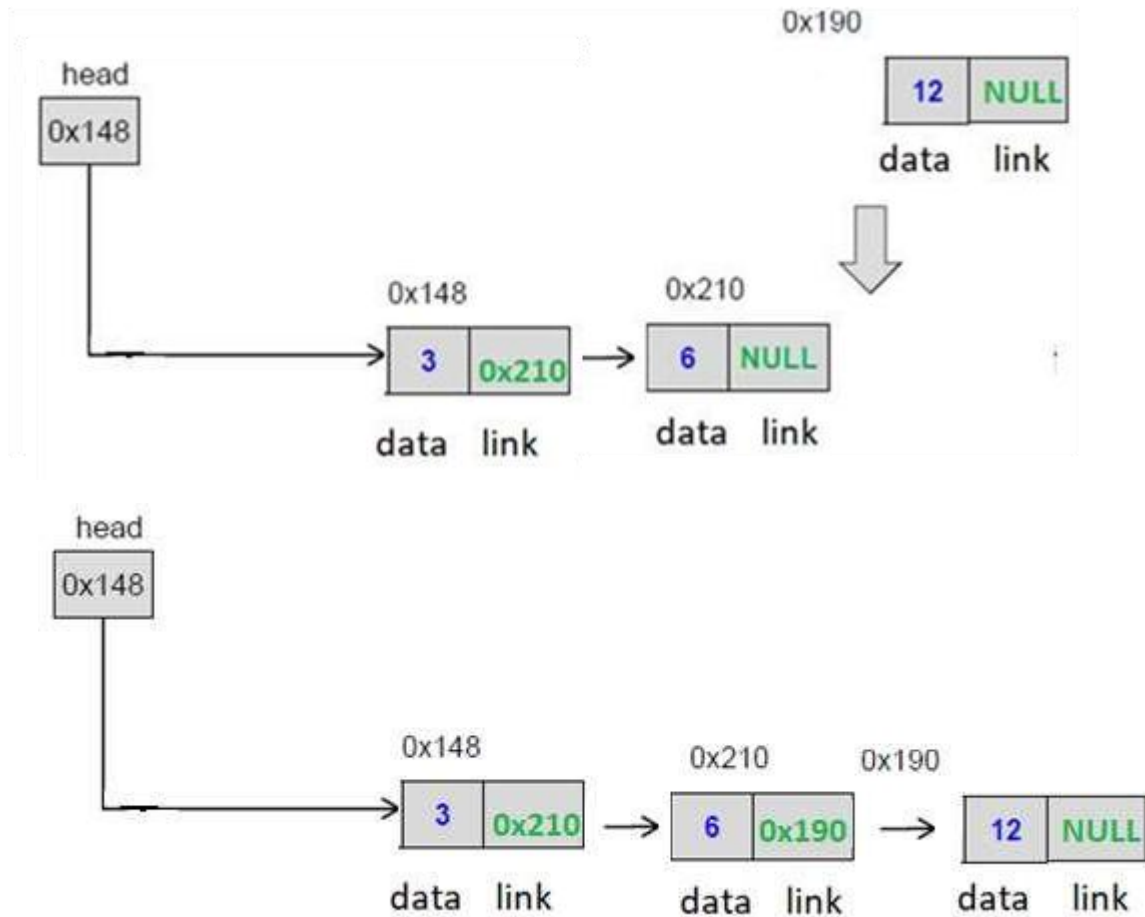 0x190
head
12 NULL
0x148
data link
0x148 0x210
3 0x210 6 NULL
data link data link
head
0x148
0x148 0x210 0x190
3 0x210 6 0x190 12 NULL
data link data link data link